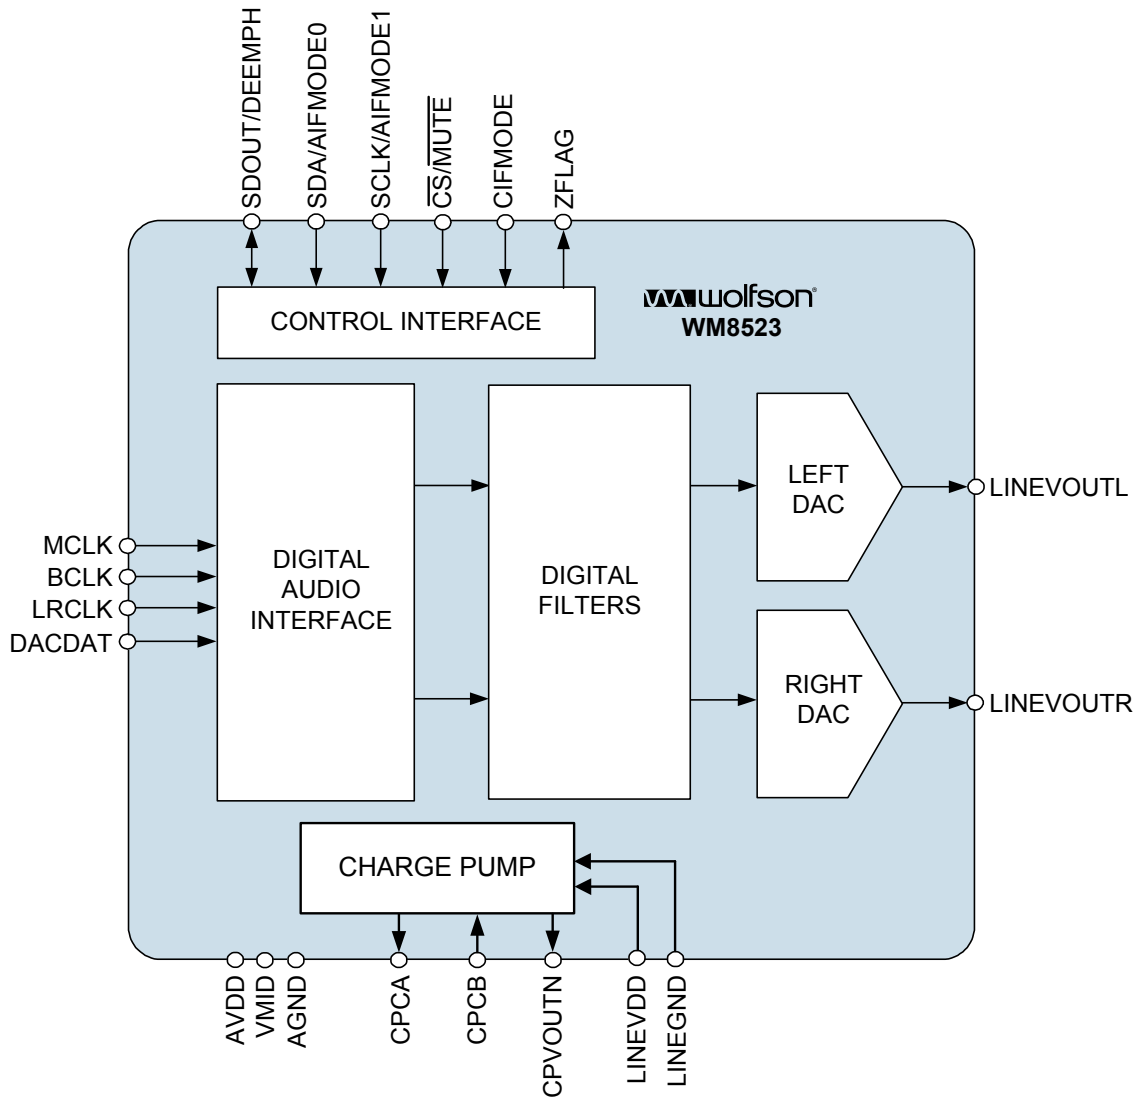 SDOUT/DEEMPH
SDA/AIFMODE0
SCLK/AIFMODE1
CS/MUTE
CIFMODE
ZFLAG
CONTROL INTERFACE
wolfson®
WM8523
MCLK
BCLK
LRCLK
DACDAT
DIGITAL
AUDIO
INTERFACE
DIGITAL
FILTERS
LEFT
DAC
RIGHT
DAC
LINEVOUTL
LINEVOUTR
CHARGE PUMP
AVDD
VMID
AGND
CPCA
CPCB
CPVOUTN
LINEVDD
LINEGND